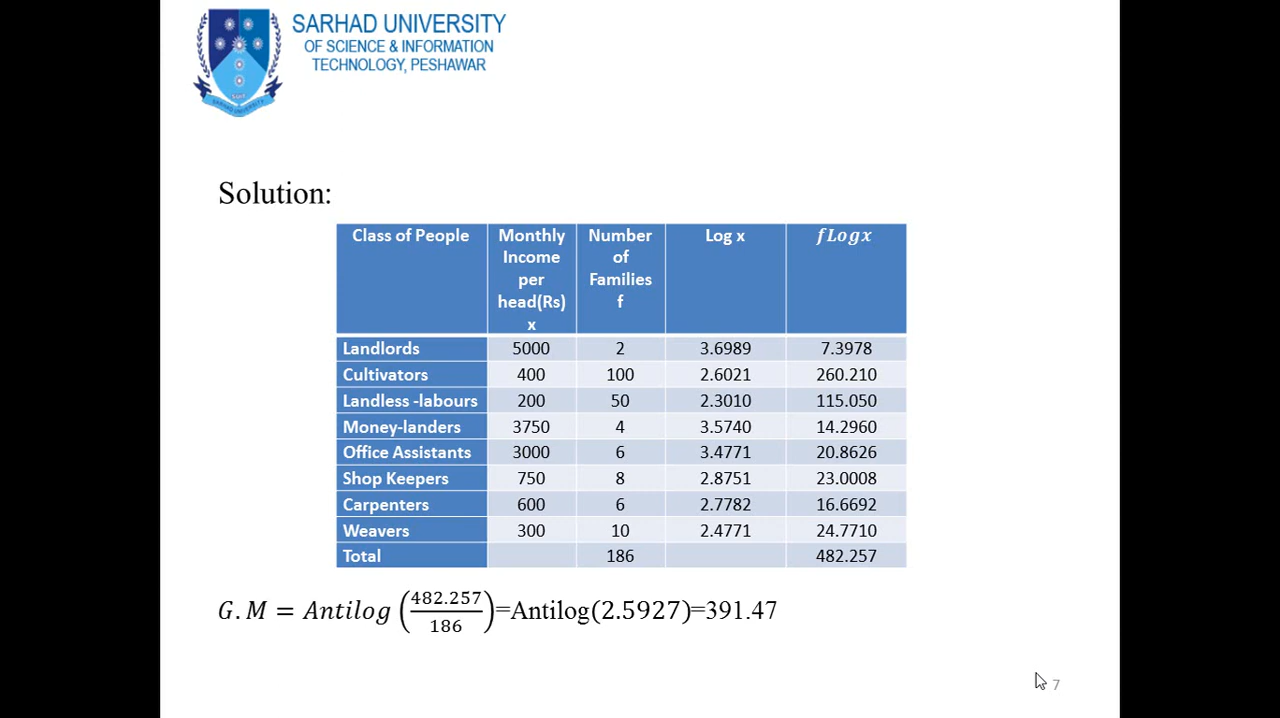 SARHAD UNIVERSITY
OF SCIENCE & INFORMATION
TECHNOLOGY, PESHAWAR
SUIT
SARHAD UNIVERSITY
Solution:
Class of People Monthly Income per head(Rs) x Number of Families f Log x fLogx
Landlords 5000 2 3.6989 7.3978
Cultivators 400 100 2.6021 260.210
Landless -labours 200 50 2.3010 115.050
Money-landers 3750 4 3.5740 14.2960
Office Assistants 3000 6 3.4771 20.8626
Shop Keepers 750 8 2.8751 23.0008
Carpenters 600 6 2.7782 16.6692
Weavers 300 10 2.4771 24.7710
Total 186 482.257
G.M = Antilog (482.257/186)=Antilog(2.5927)=391.47
7